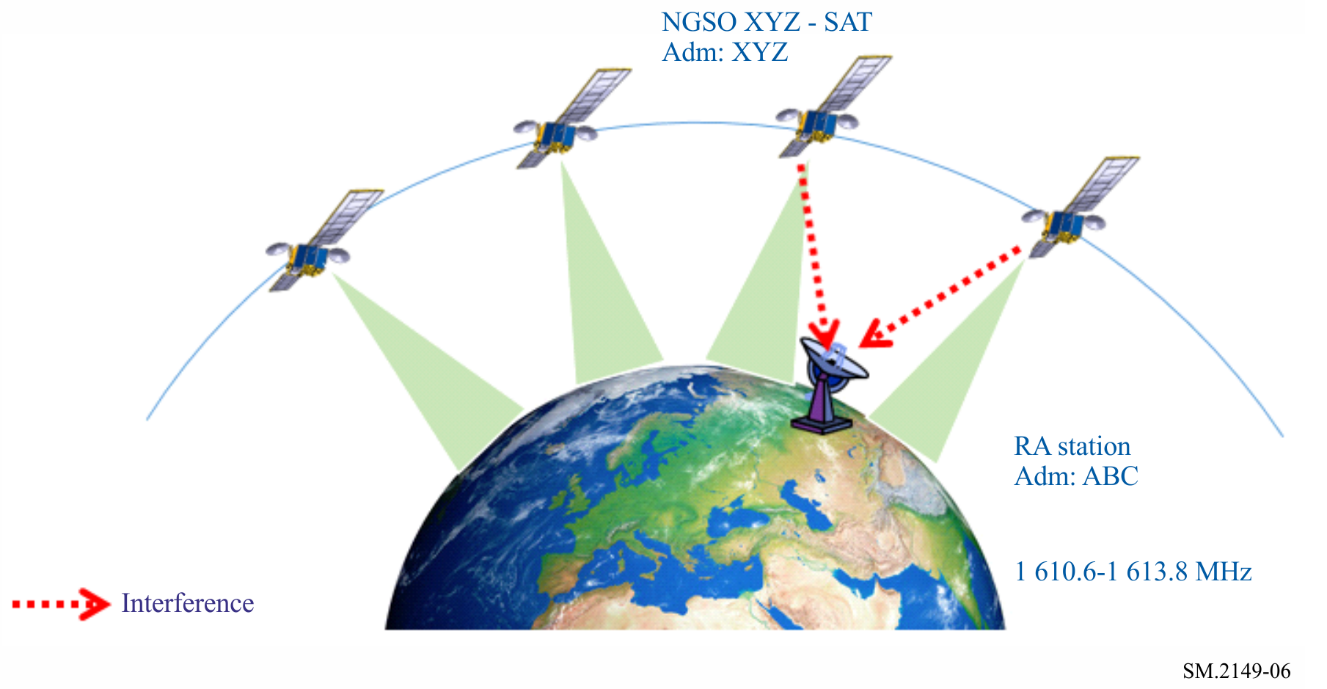 NGSO XYZ - SAT
Adm: XYZ
RA station
Adm: ABC
1 610.6-1 613.8 MHz
Interference
SM.2149-06